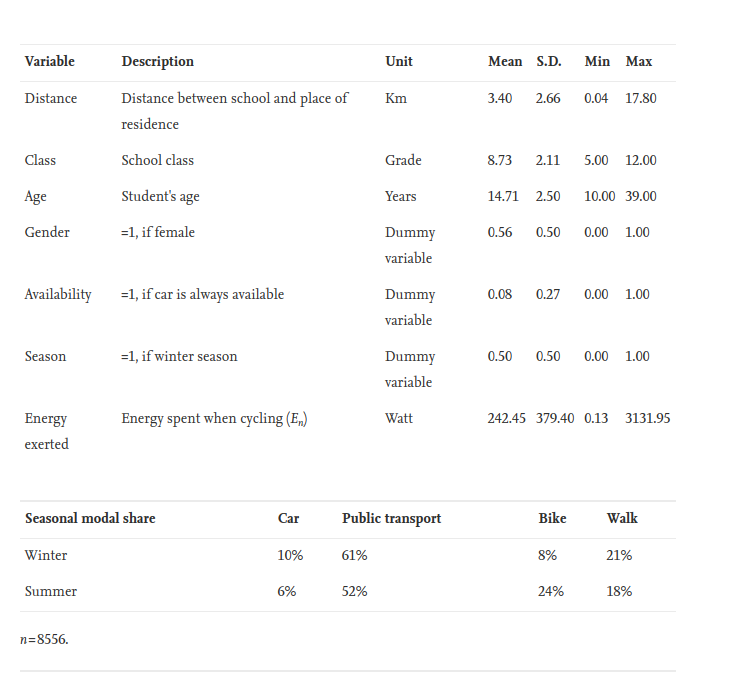 Variable Description Unit Mean S.D. Min Max
Distance Distance between school and place of residence Km 3.40 2.66 0.04 17.80
Class School class Grade 8.73 2.11 5.00 12.00
Age Student's age Years 14.71 2.50 10.00 39.00
Gender =1, if female Dummy variable 0.56 0.50 0.00 1.00
Availability =1, if car is always available Dummy variable 0.08 0.27 0.00 1.00
Season =1, if winter season Dummy variable 0.50 0.50 0.00 1.00
Energy exerted Energy spent when cycling (En) Watt 242.45 379.40 0.13 3131.95
Seasonal modal share Car Public transport Bike Walk
Winter 10% 61% 8% 21%
Summer 6% 52% 24% 18%
n=8556.